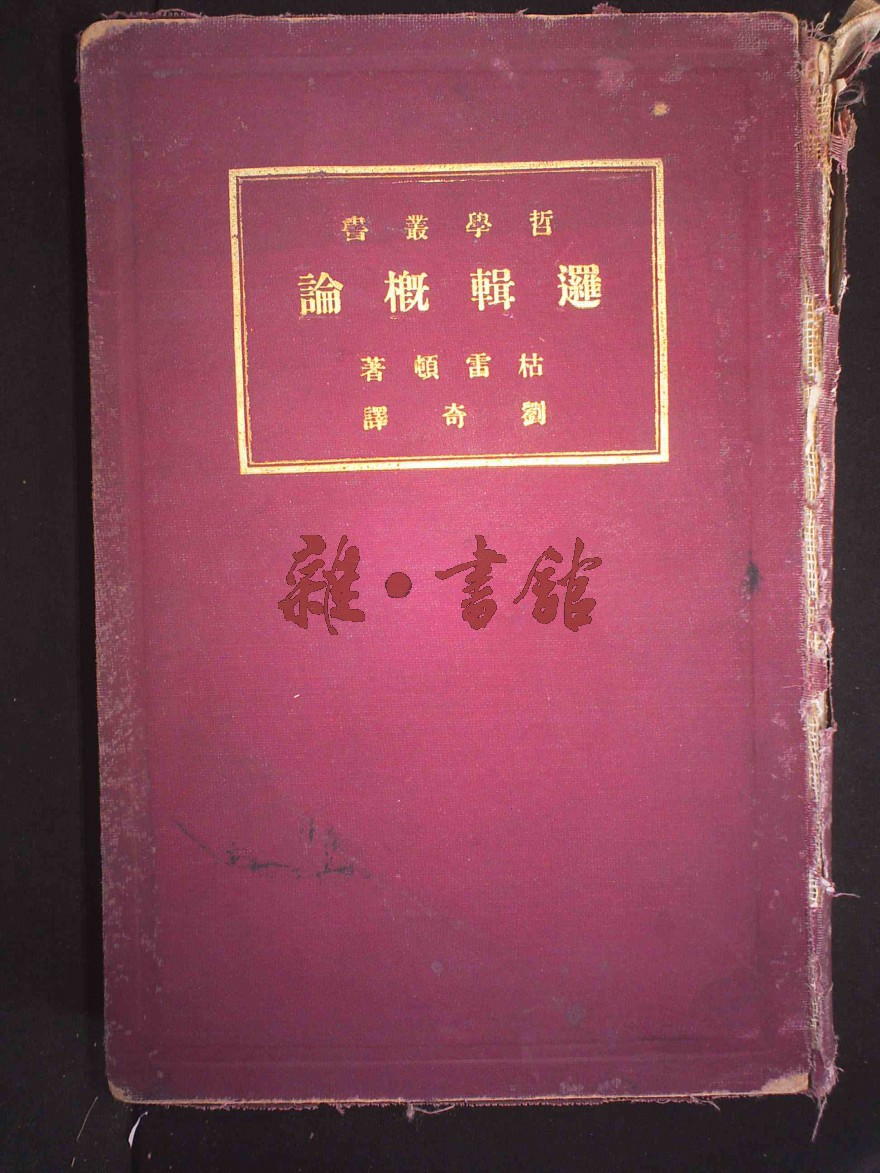 哲學叢書
邏輯概論
枯雷頓著
劉奇譯
雜·書館